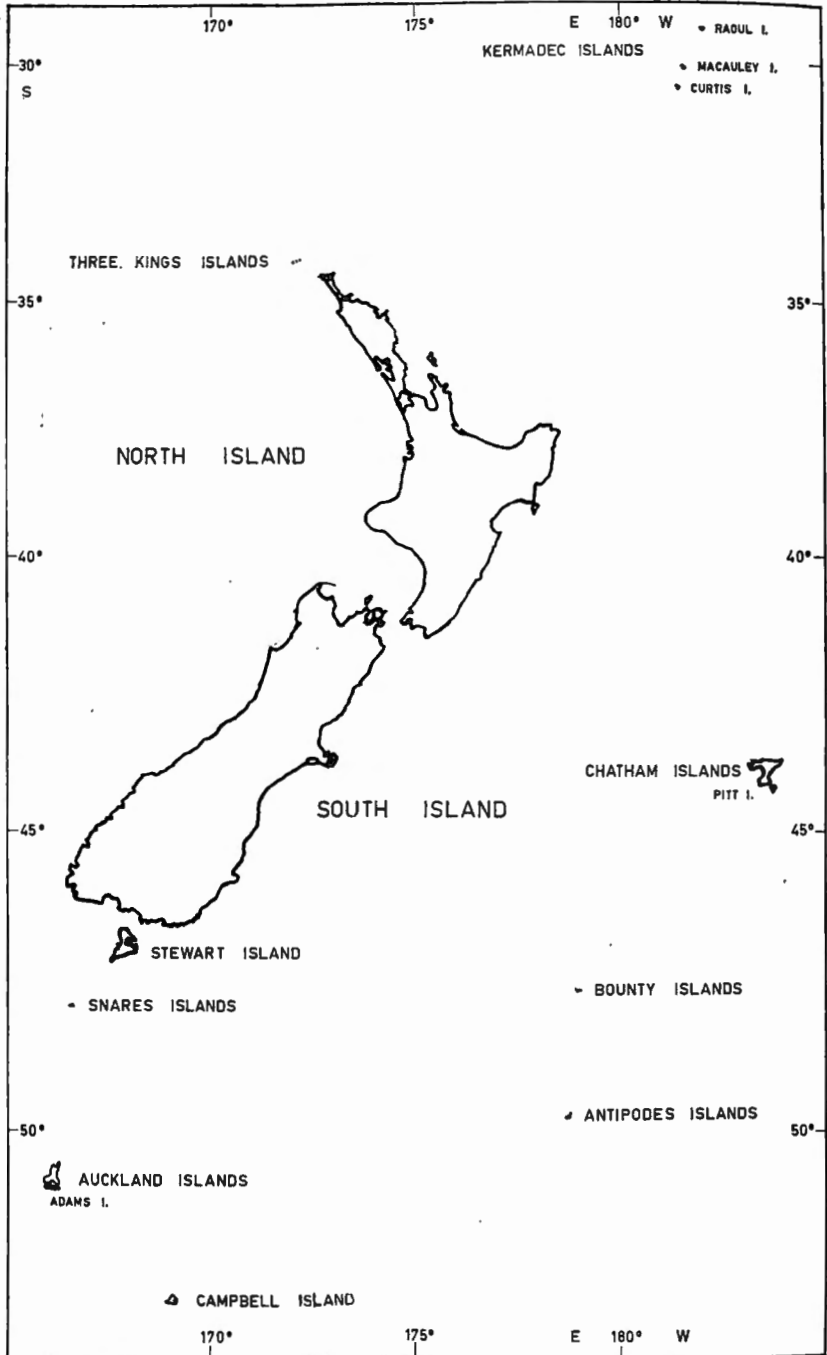 170° 175° E 180° W
RAOUL I.
KERMADEC ISLANDS
30°
MACAULEY I.
S
CURTIS I.
THREE. KINGS ISLANDS
35° 35°
NORTH ISLAND
40° 40°
CHATHAM ISLANDS
PITT I.
SOUTH ISLAND
45° 45°
STEWART ISLAND
BOUNTY ISLANDS
SNARES ISLANDS
ANTIPODES ISLANDS
50° 50°
AUCKLAND ISLANDS
ADAMS I.
CAMPBELL ISLAND
170° 175° E 180° W